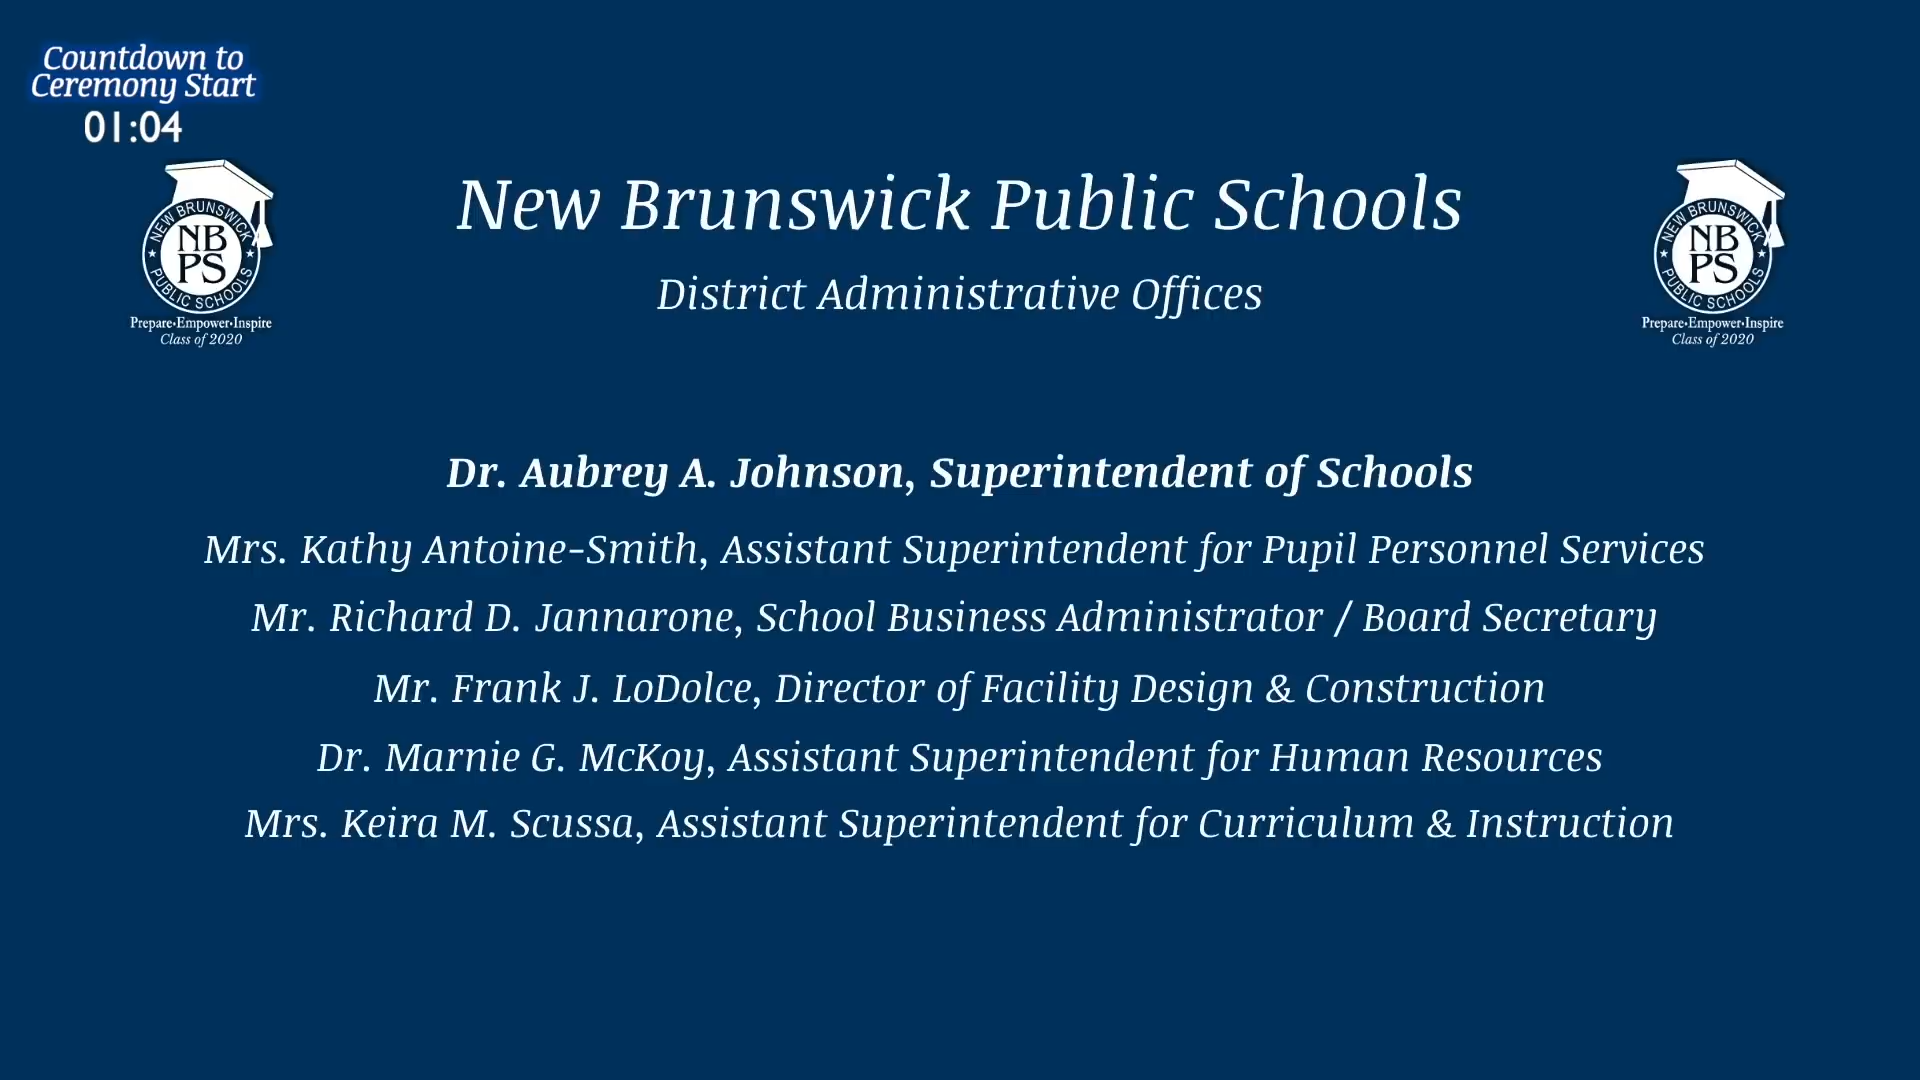 Countdown to
Ceremony Start
01:04
New Brunswick Public Schools
District Administrative Offices
NEW BRUNSWICK
NB
PS
PUBLIC SCHOOLS
Prepare•Empower•Inspire
Class of 2020
NEW BRUNSWICK
NB
PS
PUBLIC SCHOOLS
Prepare•Empower•Inspire
Class of 2020
Dr. Aubrey A. Johnson, Superintendent of Schools
Mrs. Kathy Antoine-Smith, Assistant Superintendent for Pupil Personnel Services
Mr. Richard D. Jannarone, School Business Administrator / Board Secretary
Mr. Frank J. LoDolce, Director of Facility Design & Construction
Dr. Marnie G. McKoy, Assistant Superintendent for Human Resources
Mrs. Keira M. Scussa, Assistant Superintendent for Curriculum & Instruction